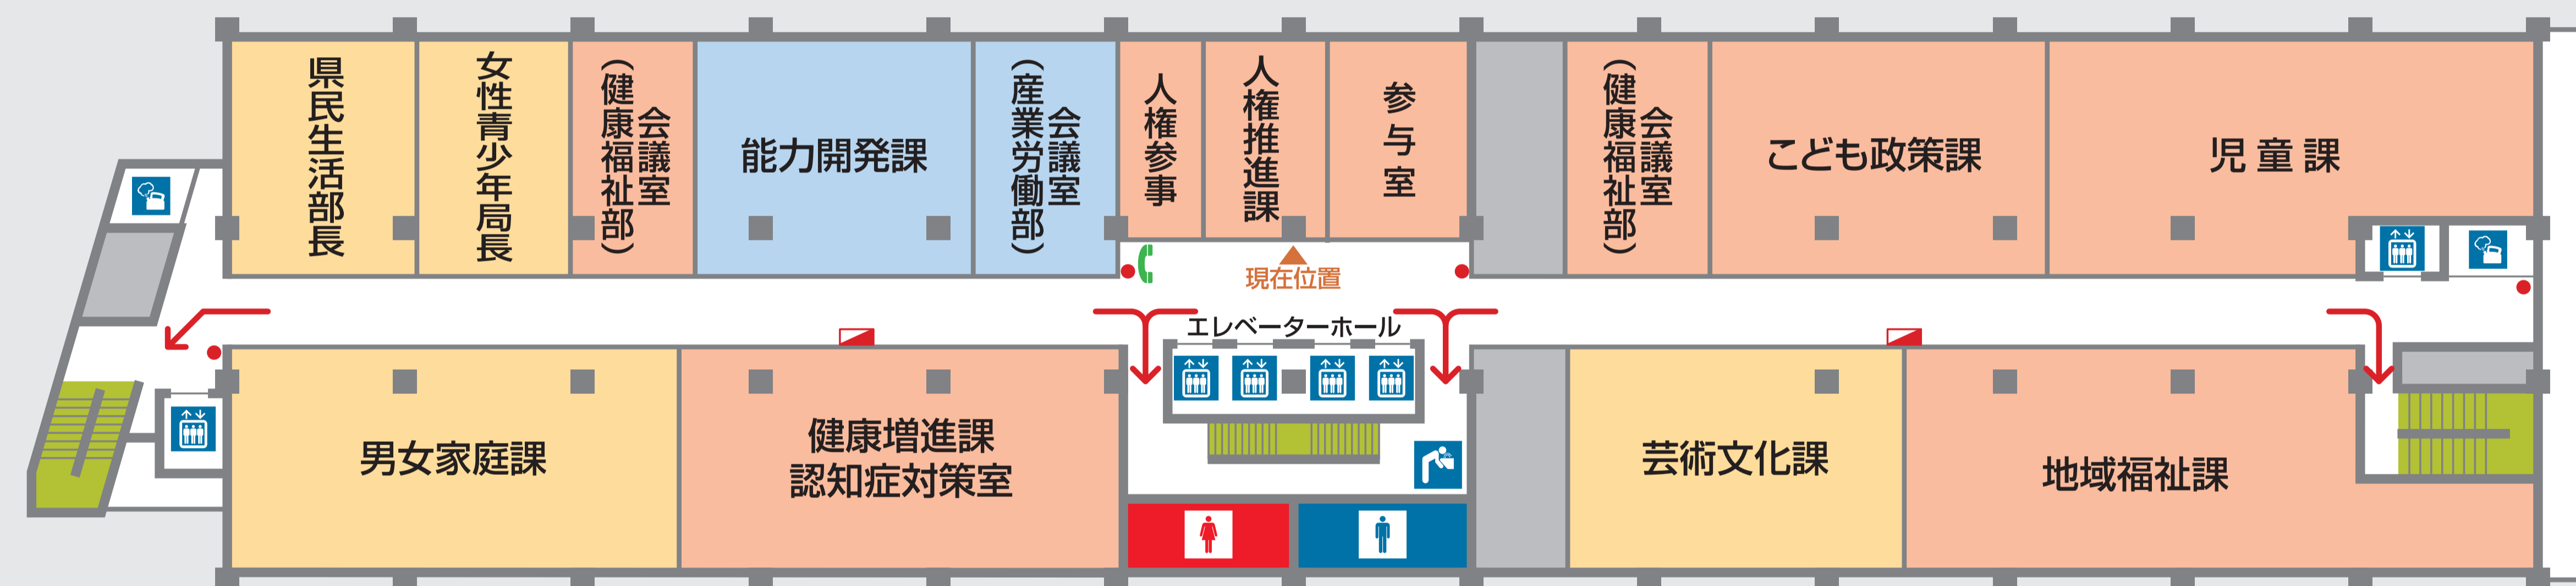 県民生活部長
女性青少年局長
会議室
（健康福祉部）
能力開発課
会議室
（産業労働部）
人権参事
人権推進課
参与室
会議室
（健康福祉部）
こども政策課
児童課
現在位置
エレベーターホール
男女家庭課
健康増進課
認知症対策室
芸術文化課
地域福祉課